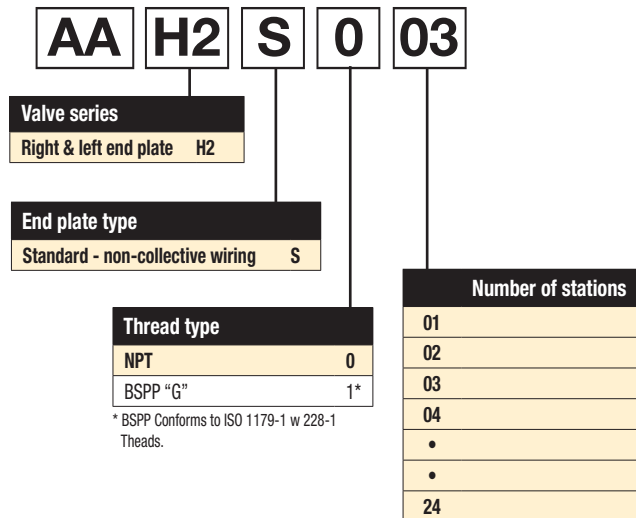 AA H2 S 0 03
Valve series
Right & left end plate H2
End plate type
Standard - non-collective wiring S
Thread type
NPT 0
BSPP “G” 1*
* BSPP Conforms to ISO 1179-1 w 228-1
Theads.
Number of stations
01
02
03
04
•
•
24